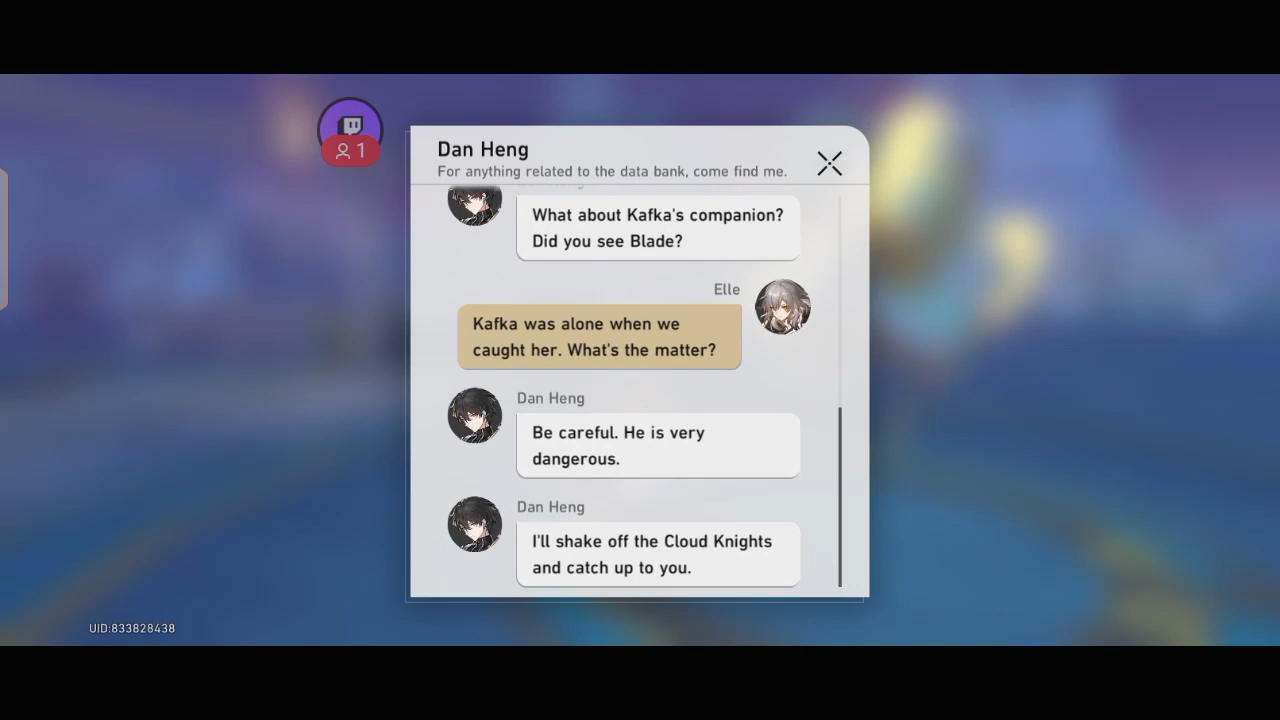 1
Dan Heng
For anything related to the data bank, come find me.
What about Kafka's companion?
Did you see Blade?
Elle
Kafka was alone when we
caught her. What's the matter?
Dan Heng
Be careful. He is very
dangerous.
Dan Heng
I'll shake off the Cloud Knights
and catch up to you.
UID:833828438